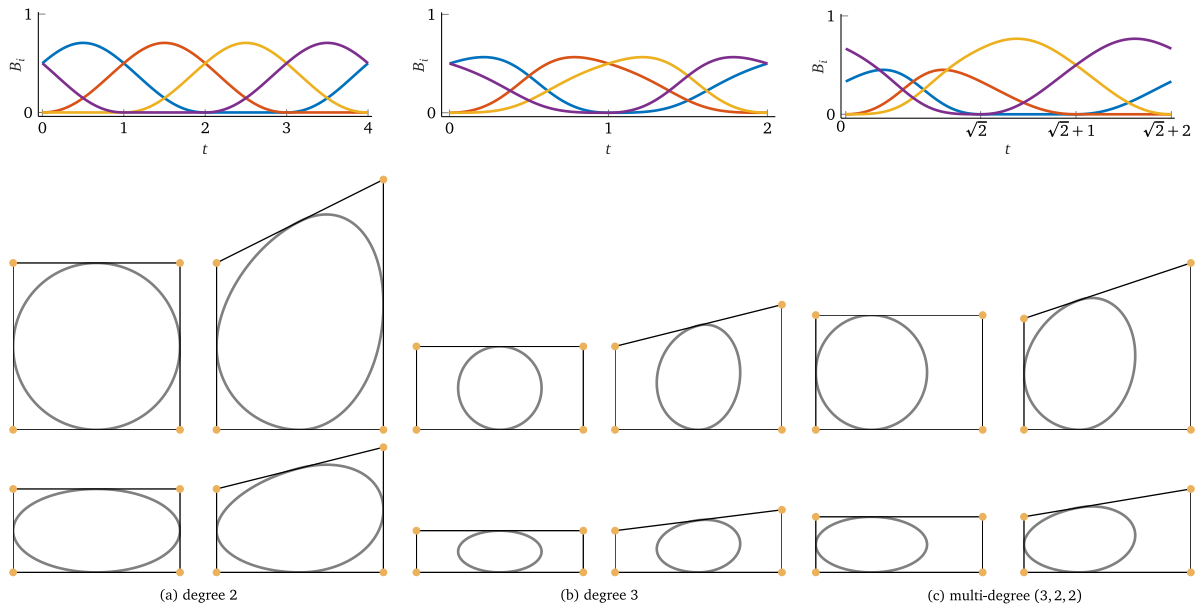 1
B_i
0
0 1 2 3 4
t
1
B_i
0
0 1 2
t
1
B_i
0
0 √2 √2 + 1 √2 + 2
t
(a) degree 2
(b) degree 3
(c) multi-degree (3, 2, 2)